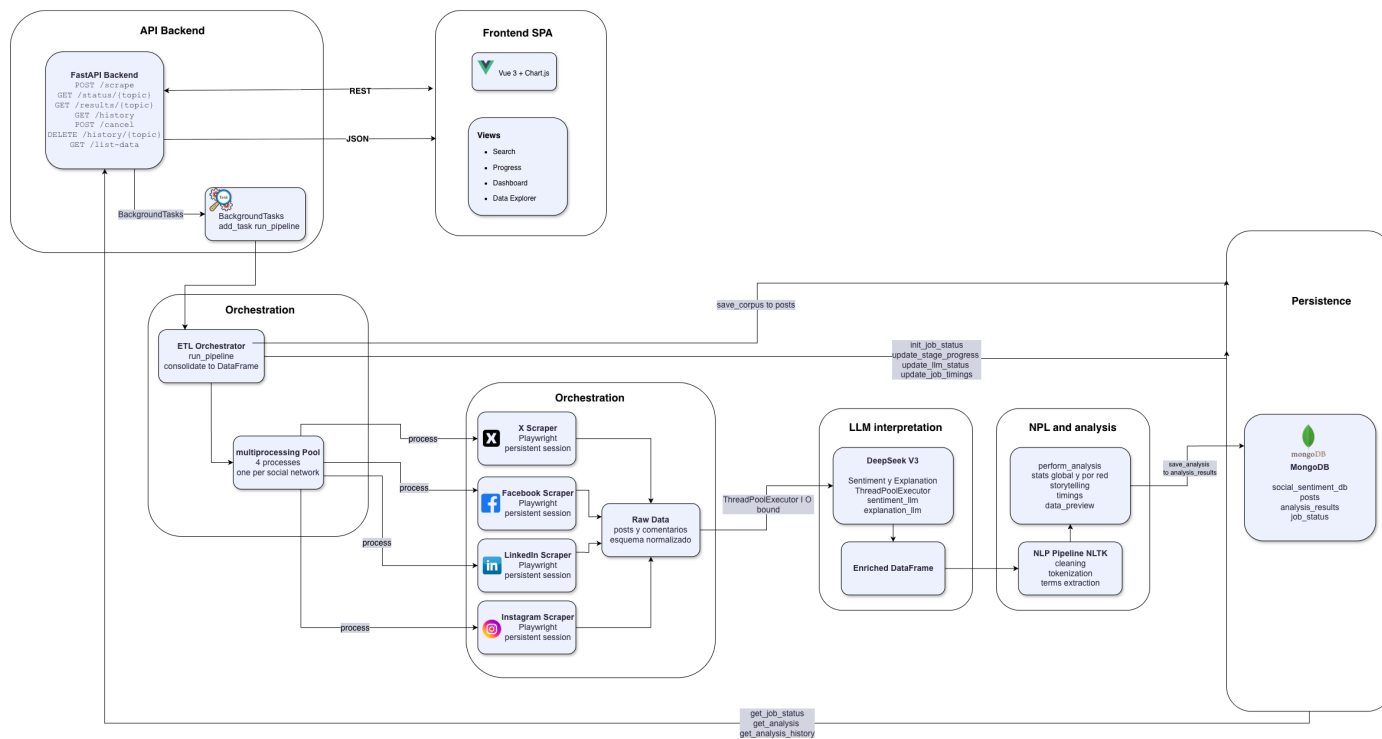 API Backend
FastAPI Backend
POST /scrape
GET /status/{topic}
GET /results/{topic}
GET /history
POST /cancel
DELETE /history/{topic}
GET /list-data
BackgroundTasks
Task
BackgroundTasks
add_task run_pipeline
REST
JSON
Frontend SPA
Vue 3 + Chart.js
Views
• Search
• Progress
• Dashboard
• Data Explorer
Orchestration
ETL Orchestrator
run_pipeline
consolidate to DataFrame
multiprocessing Pool
4 processes
one per social network
save_corpus to posts
init_job_status
update_stage_progress
update_llm_status
update_job_timings
process
process
process
process
Orchestration
X Scraper
Playwright
persistent session
Facebook Scraper
Playwright
persistent session
in
LinkedIn Scraper
Playwright
persistent session
Instagram Scraper
Playwright
persistent session
Raw Data
posts y comentarios
esquema normalizado
ThreadPoolExecutor I O
bound
LLM interpretation
DeepSeek V3
Sentiment y Explanation
ThreadPoolExecutor
sentiment_llm
explanation_llm
Enriched DataFrame
NPL and analysis
perform_analysis
stats global y por red
storytelling
timings
data_preview
NLP Pipeline NLTK
cleaning
tokenization
terms extraction
save_analysis
to analysis_results
Persistence
mongoDB
MongoDB
social_sentiment_db
posts
analysis_results
job_status
get_job_status
get_analysis
get_analysis_history